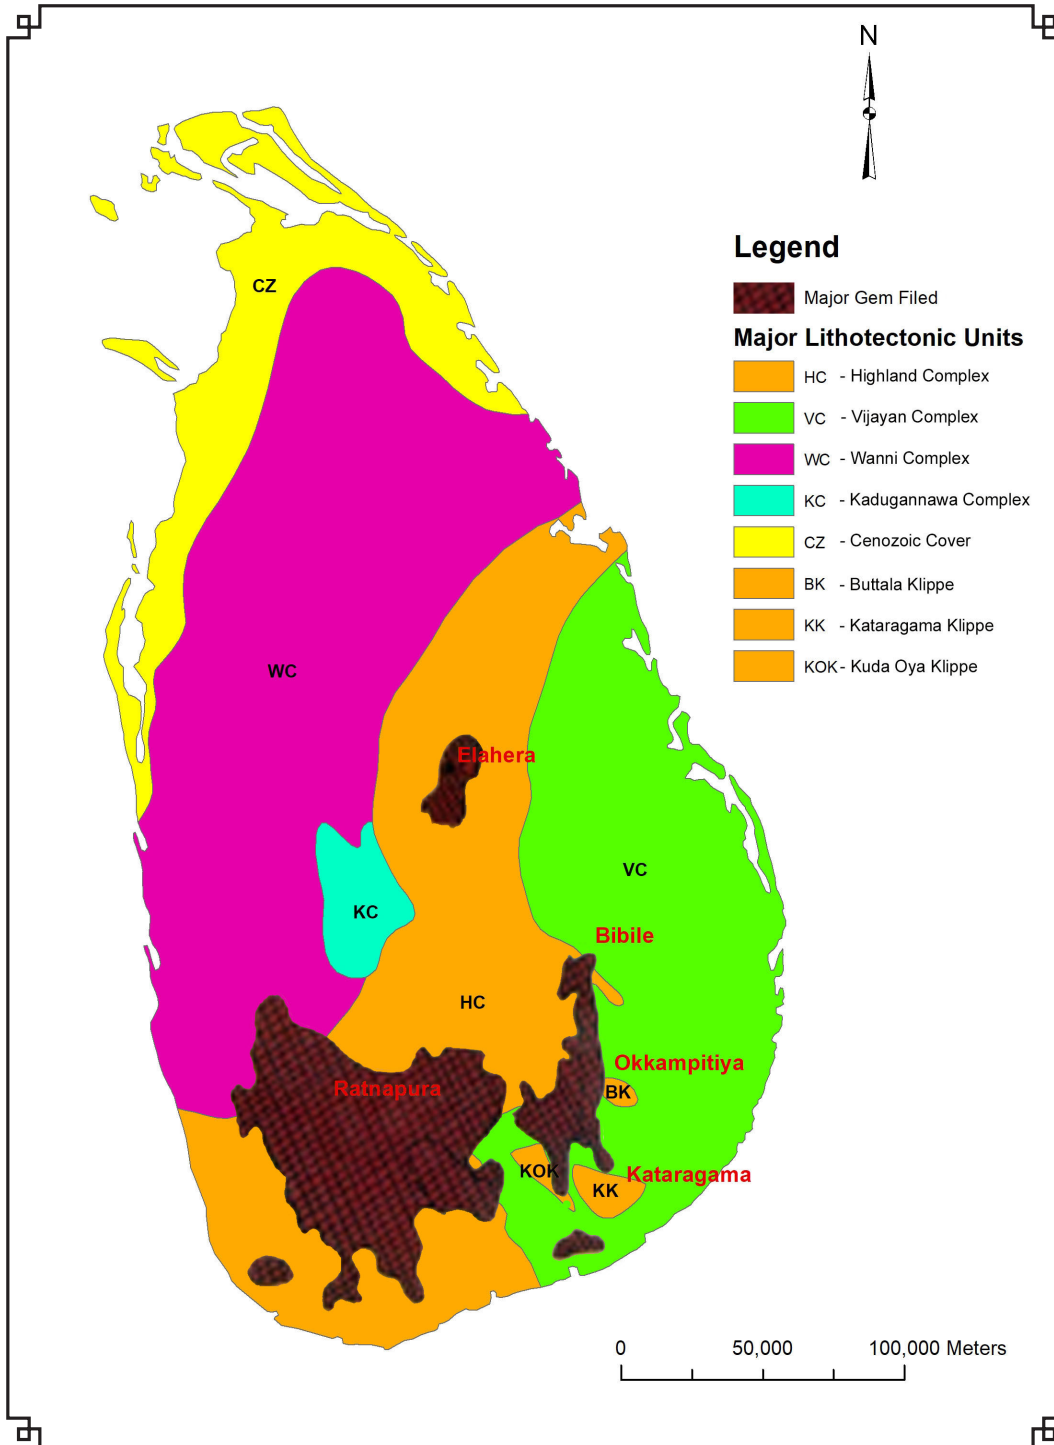 N
Legend
Major Gem Filed
Major Lithotectonic Units
HC - Highland Complex
VC - Vijayan Complex
WC - Wanni Complex
KC - Kadugannawa Complex
CZ - Cenozoic Cover
BK - Buttala Klippe
KK - Kataragama Klippe
KOK - Kuda Oya Klippe
CZ
WC
Elahera
VC
KC
Bibile
HC
Okkampitiya
Ratnapura
BK
KOK
Kataragama
KK
0 50,000 100,000 Meters